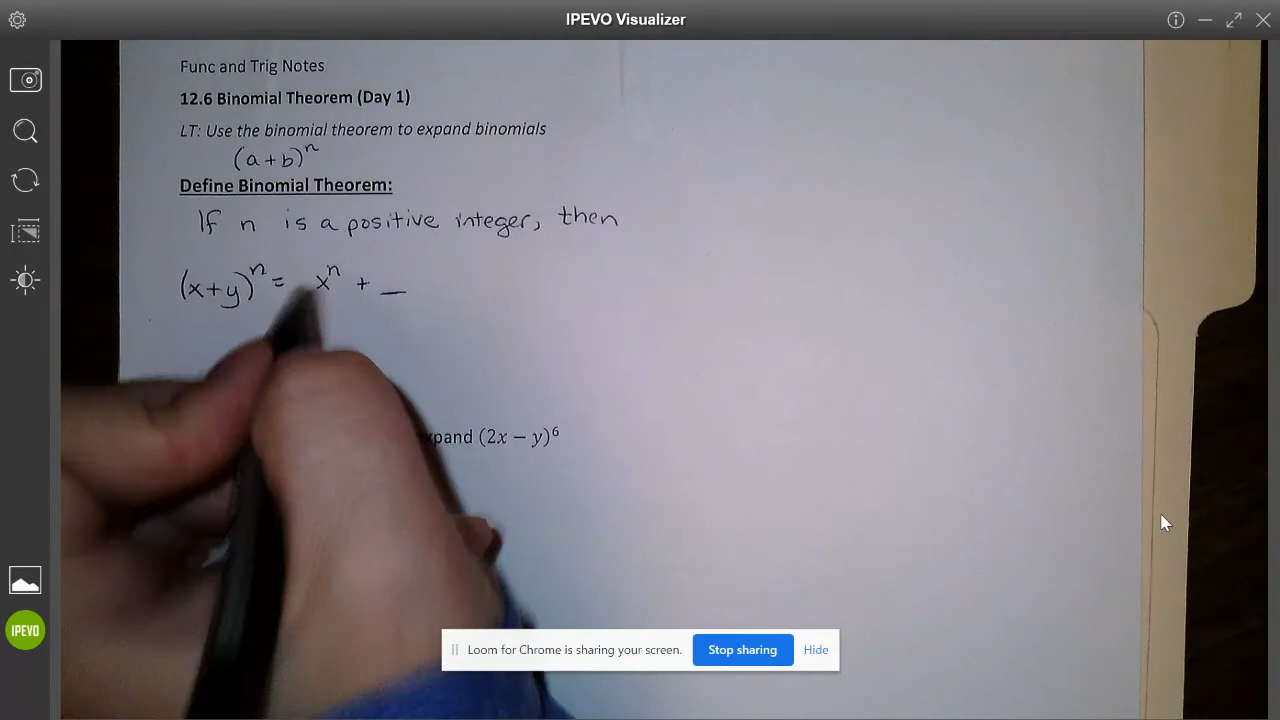 IPEVO Visualizer
Func and Trig Notes
12.6 Binomial Theorem (Day 1)
LT: Use the binomial theorem to expand binomials
(a+b)^n
Define Binomial Theorem:
If n is a positive integer, then
(x+y)^n = x^n + _
(2x − y)^6
IPEVO
Loom for Chrome is sharing your screen.
Stop sharing
Hide